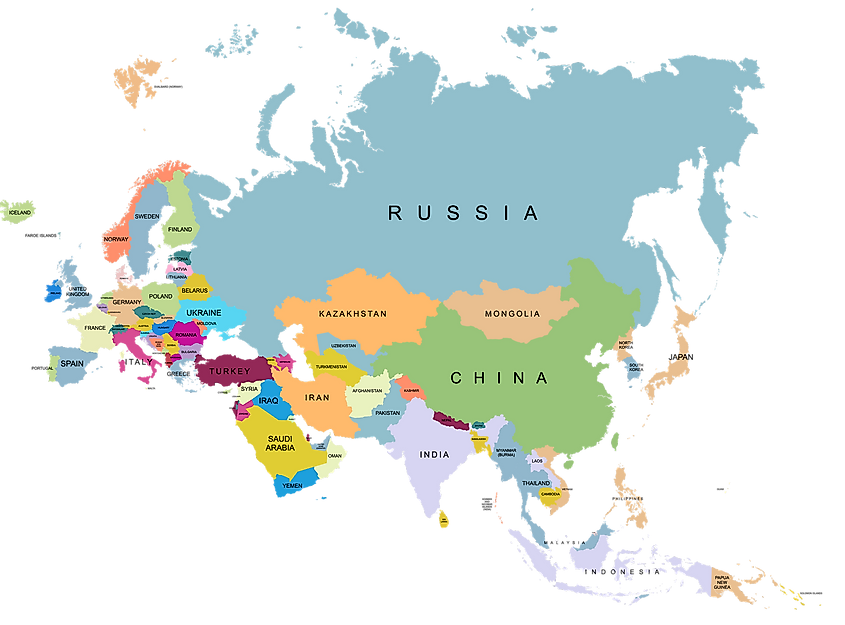 SVALBARD (NORWAY)
RUSSIA
ICELAND
SWEDEN
FAROE ISLANDS
FINLAND
NORWAY
ESTONIA
LATVIA
LITHUANIA
UNITED
KINGDOM
BELARUS
POLAND
GERMANY
UKRAINE
KAZAKHSTAN
MONGOLIA
MOLDOVA
FRANCE
ROMANIA
NORTH
KOREA
UZBEKISTAN
BULGARIA
JAPAN
ITALY
SPAIN
PORTUGAL
SOUTH
KOREA
TURKMENISTAN
GREECE
TURKEY
CHINA
SYRIA
AFGHANISTAN
KASHMIR
IRAN
IRAQ
PAKISTAN
SAUDI
ARABIA
INDIA
OMAN
MYANMAR
(BURMA)
LAOS
YEMEN
THAILAND
VIETNAM
CAMBODIA
PHILIPPINES
MALAYSIA
INDONESIA
PAPUA
NEW
GUINEA
SOLOMON ISLANDS